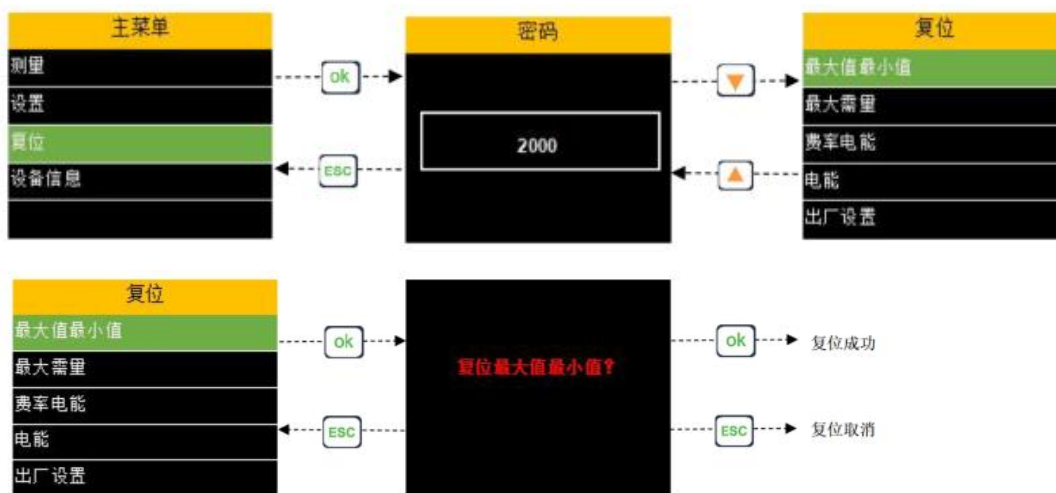 主菜单
测量
设置
复位
设备信息
ok
ESC
密码
2000
复位
最大值最小值
最大需量
费率电能
电能
出厂设置
复位
最大值最小值
最大需量
费率电能
电能
出厂设置
ok
ESC
复位最大值最小值?
ok
复位成功
ESC
复位取消